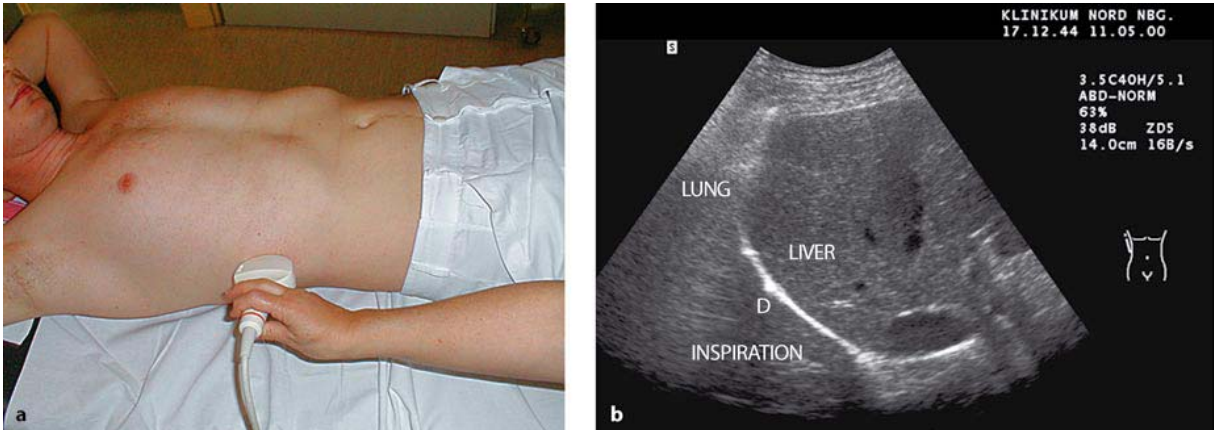 a
KLINIKUM NORD NBG.
17.12.44 11.05.00
S
3.5C40H/5.1
ABD-NORM
63%
38dB ZD5
14.0cm 16B/s
LUNG
LIVER
D
INSPIRATION
b